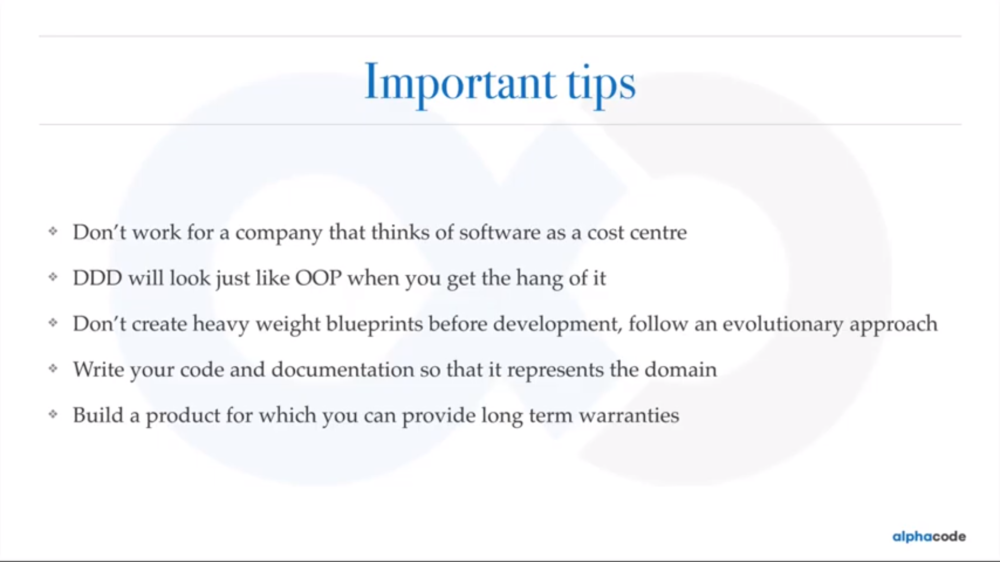 Important tips
Don’t work for a company that thinks of software as a cost centre
DDD will look just like OOP when you get the hang of it
Don’t create heavy weight blueprints before development, follow an evolutionary approach
Write your code and documentation so that it represents the domain
Build a product for which you can provide long term warranties
alphacode